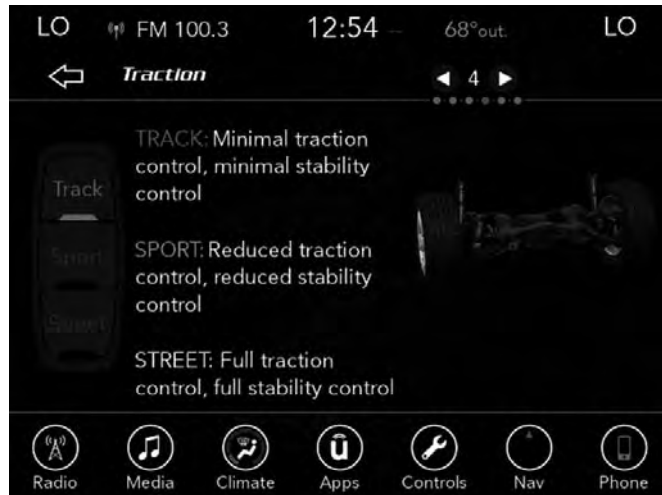 LO FM 100.3 12:54 68°out. LO
Traction
4
TRACK: Minimal traction
control, minimal stability
control
Track
SPORT: Reduced traction
control, reduced stability
control
Sport
Street
STREET: Full traction
control, full stability control
Radio Media Climate Apps Controls Nav Phone